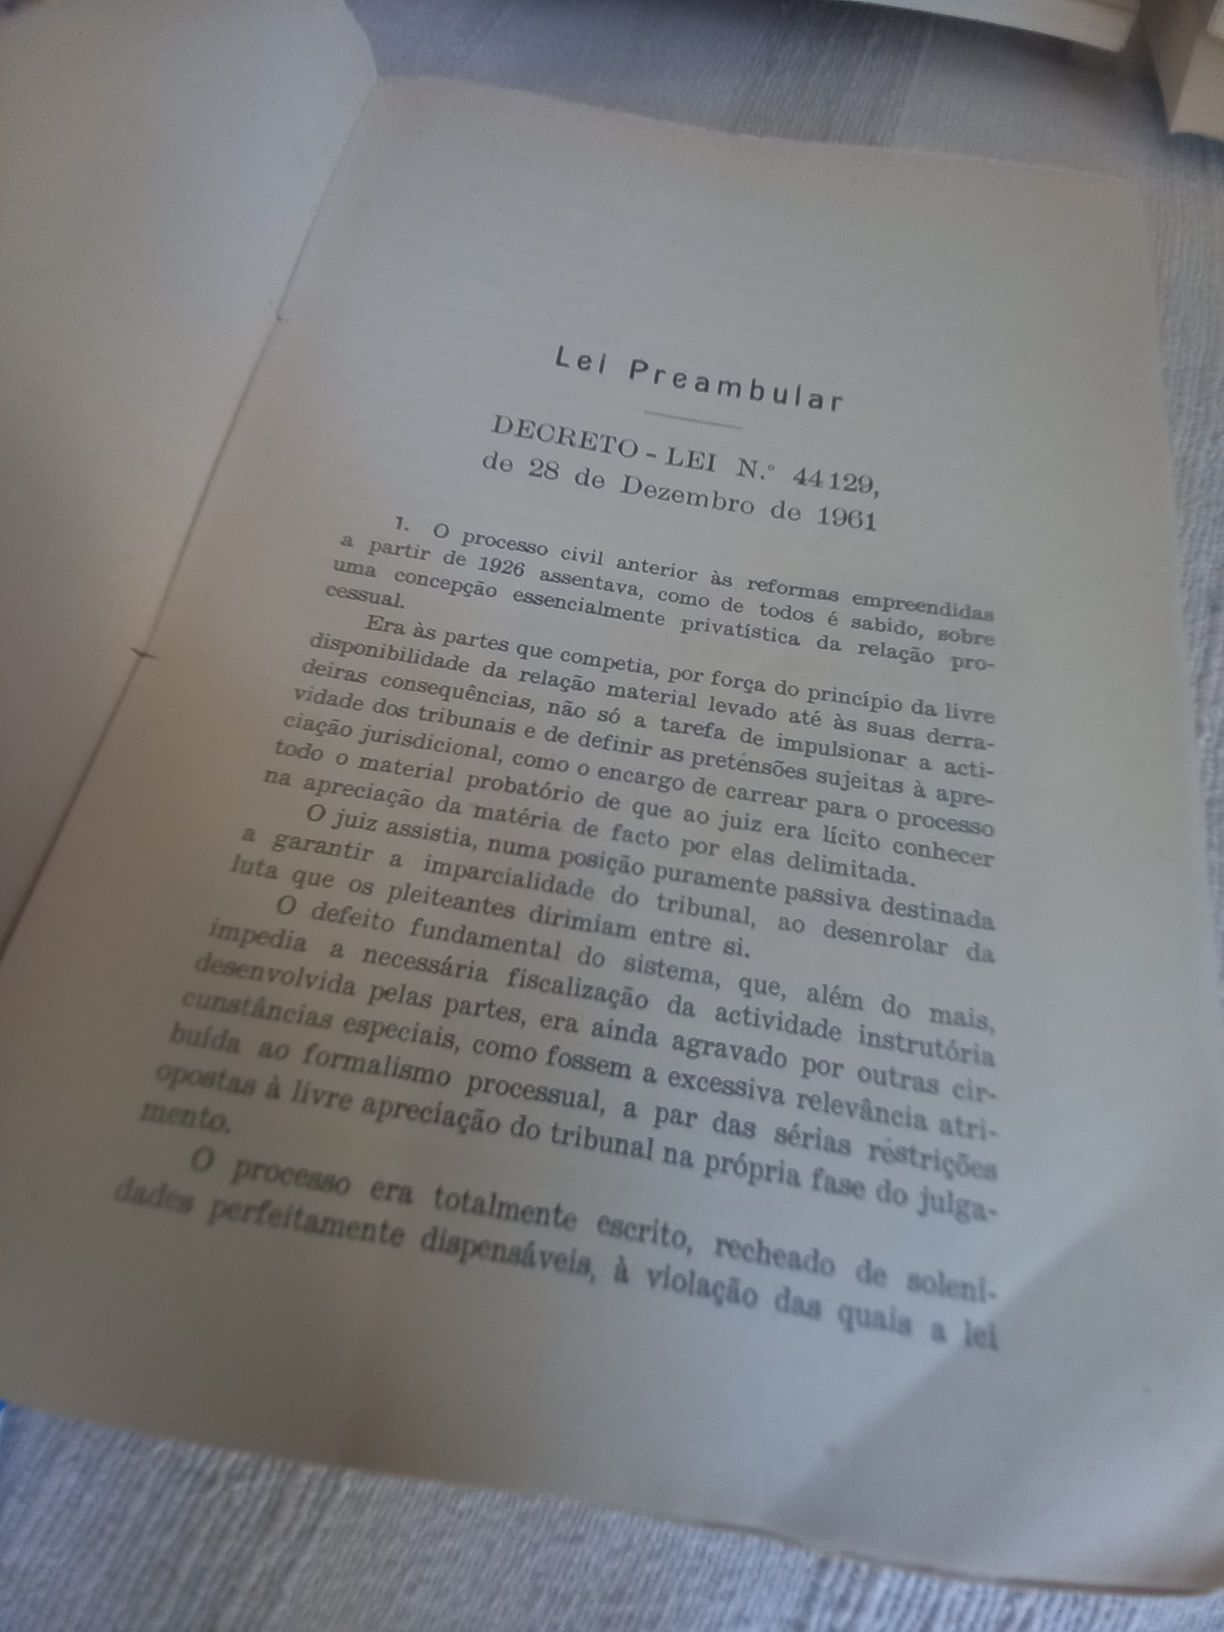 Lei Preambular
DECRETO-LEI N.º 44129,
de 28 de Dezembro de 1961
1. O processo civil anterior às reformas empreendidas
a partir de 1926 assentava, como de todos é sabido, sobre
uma concepção essencialmente privatística da relação pro-
cessual.
Era às partes que competia, por força do princípio da livre
disponibilidade da relação material levado até às suas derra-
deiras consequências, não só a tarefa de impulsionar a acti-
vidade dos tribunais e de definir as pretensões sujeitas à apre-
ciação jurisdicional, como o encargo de carrear para o processo
todo o material probatório de que ao juiz era lícito conhecer
na apreciação da matéria de facto por elas delimitada.
O juiz assistia, numa posição puramente passiva destinada
a garantir a imparcialidade do tribunal, ao desenrolar da
luta que os pleiteantes dirimiam entre si.
O defeito fundamental do sistema, que, além do mais,
impedia a necessária fiscalização da actividade instrutória
desenvolvida pelas partes, era ainda agravado por outras cir-
cunstâncias especiais, como fossem a excessiva relevância atri-
buída ao formalismo processual, a par das sérias restrições
opostas à livre apreciação do tribunal na própria fase do julga-
mento.
O processo era totalmente escrito, recheado de soleni-
dades perfeitamente dispensáveis, à violação das quais a lei